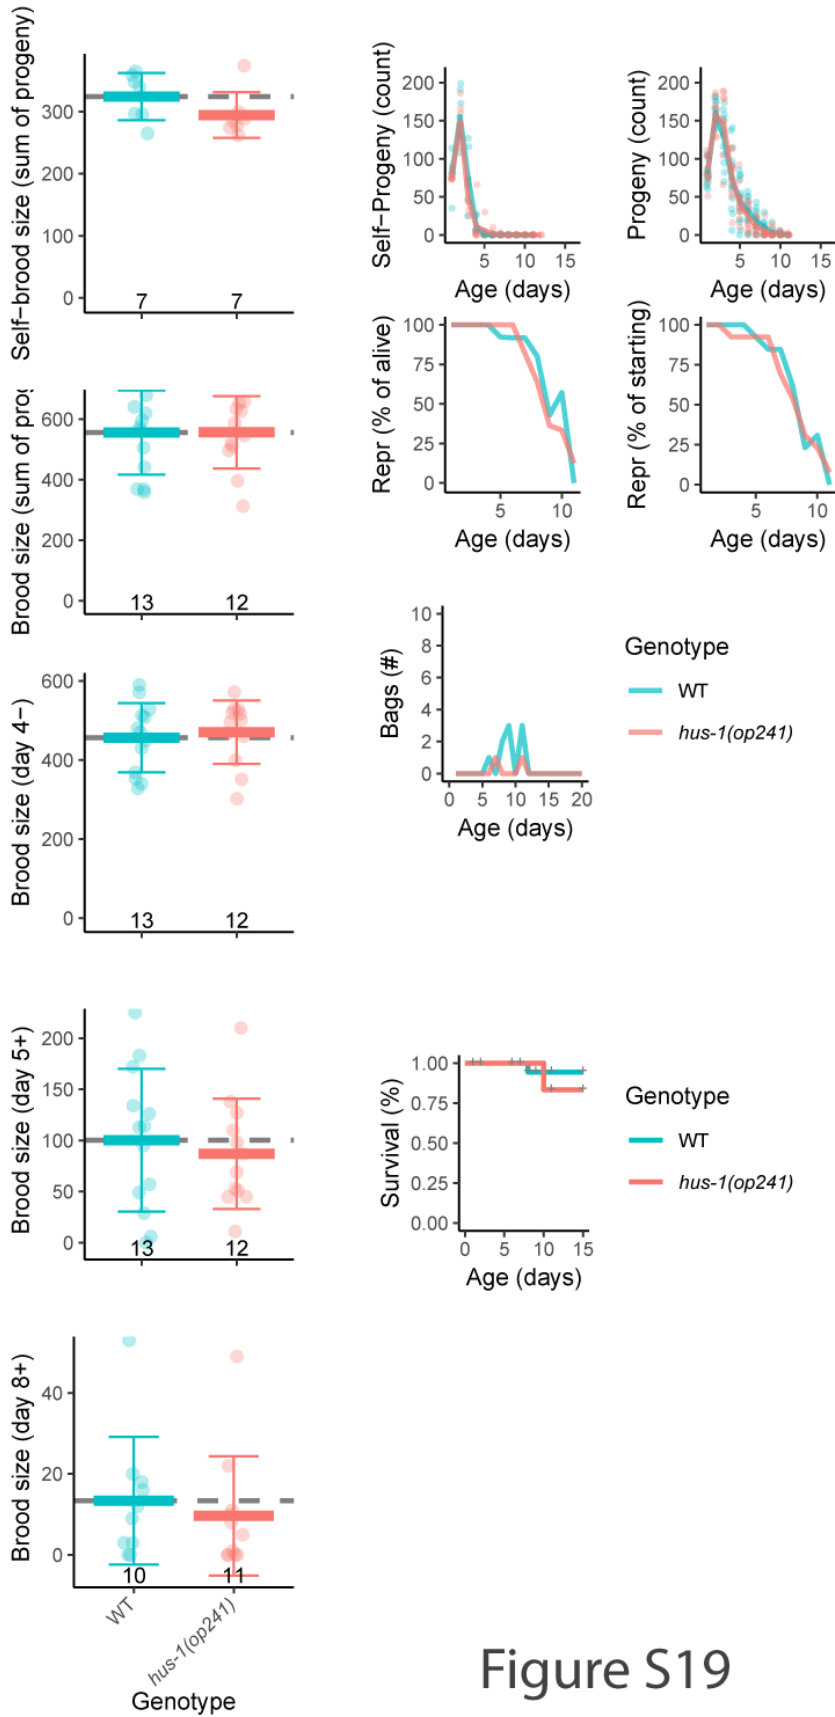 Self-brood size (sum of progeny)
300
200
100
0
7
7
Self-Progeny (count)
200
150
100
50
0
5
10
15
Age (days)
Progeny (count)
200
150
100
50
0
5
10
15
Age (days)
Repr (% of alive)
100
75
50
25
0
5
10
Age (days)
Repr (% of starting)
100
75
50
25
0
5
10
Age (days)
Brood size (sum of prog
600
400
200
0
13
12
Bags (#)
10
8
6
4
2
0
0
5
10
15
20
Age (days)
Genotype
WT
hus-1(op241)
Brood size (day 4-)
600
400
200
0
13
12
Brood size (day 5+)
200
150
100
50
0
13
12
Survival (%)
1.00
0.75
0.50
0.25
0.00
0
5
10
15
Age (days)
Genotype
WT
hus-1(op241)
Brood size (day 8+)
40
20
0
10
11
WT
hus-1(op241)
Genotype
Figure S19